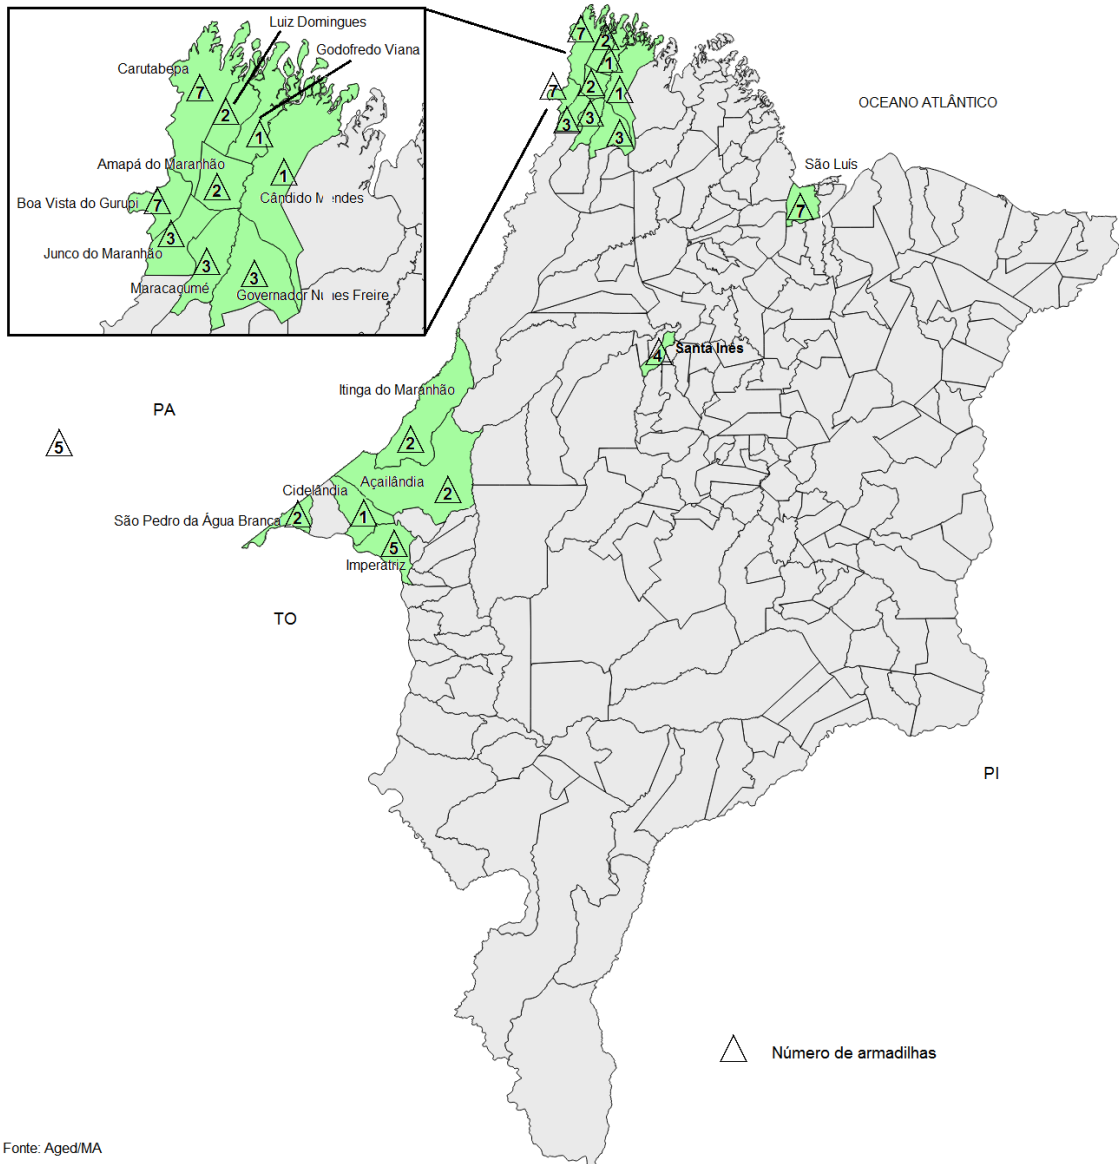 Luiz Domingues
Godofredo Viana
Carutabepa
7
2
1
Amapá do Maranhão
2
1
Cândido Mendes
Boa Vista do Gurupi
7
3
Junco do Maranhão
3
Maracaçumé
3
Governador Nunes Freire
7
2
1
7
2
1
3
3
3
OCEANO ATLÂNTICO
São Luís
7
4
Santa Inês
Itinga do Maranhão
PA
5
2
Açailândia
2
Cidelândia
São Pedro da Água Branca
2
1
5
Imperatriz
TO
PI
Número de armadilhas
Fonte: Aged/MA